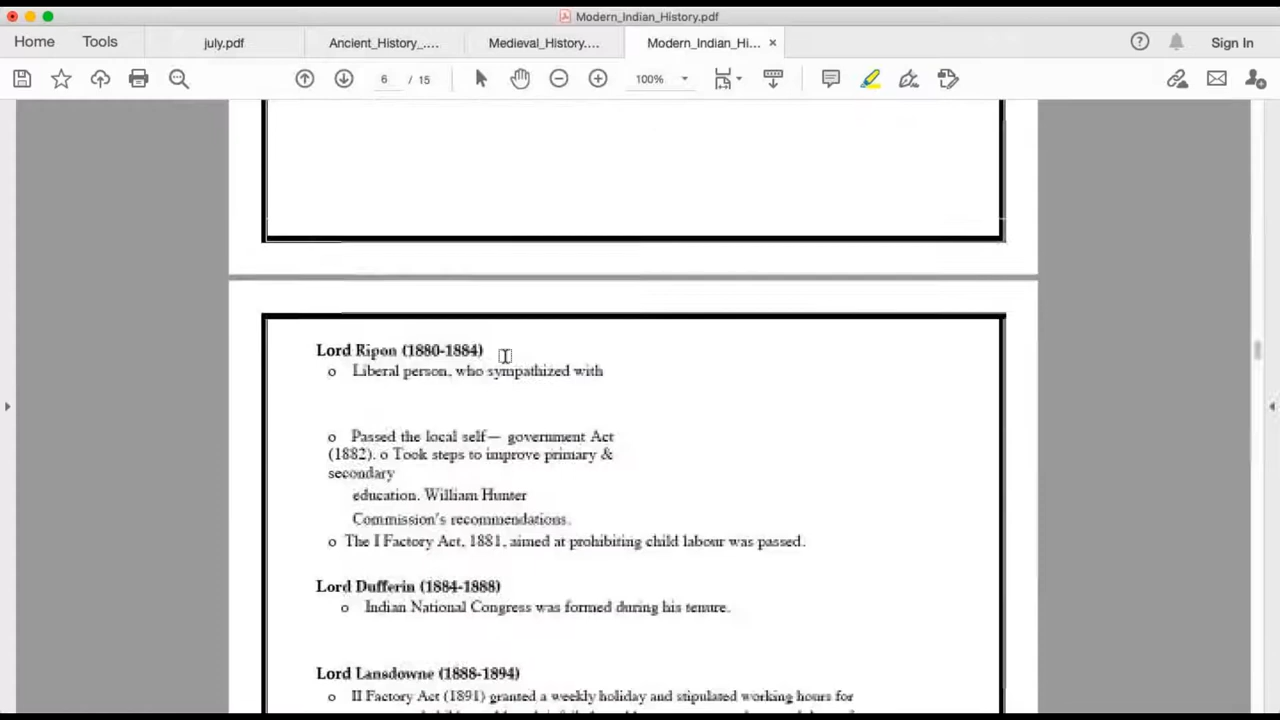 Modern_Indian_History.pdf
Home Tools july.pdf Ancient_History_.... Medieval_History.... Modern_Indian_Hi... × Sign In
6 / 15 100%
Lord Ripon (1880-1884)
o Liberal person, who sympathized with
o Passed the local self— government Act
(1882). o Took steps to improve primary &
secondary
education. William Hunter
Commission's recommendations.
o The I Factory Act, 1881, aimed at prohibiting child labour was passed.
Lord Dufferin (1884-1888)
o Indian National Congress was formed during his tenure.
Lord Lansdowne (1888-1894)
o II Factory Act (1891) granted a weekly holiday and stipulated working hours for